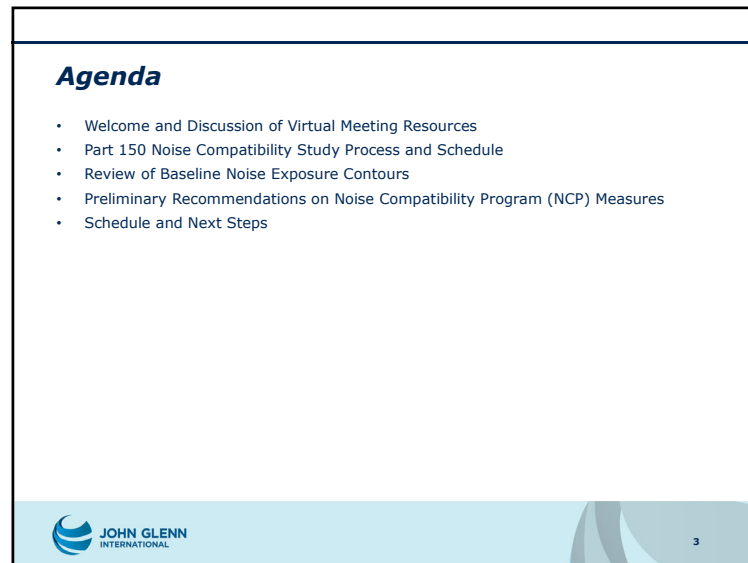 Agenda
• Welcome and Discussion of Virtual Meeting Resources
• Part 150 Noise Compatibility Study Process and Schedule
• Review of Baseline Noise Exposure Contours
• Preliminary Recommendations on Noise Compatibility Program (NCP) Measures
• Schedule and Next Steps
JOHN GLENN
INTERNATIONAL
3